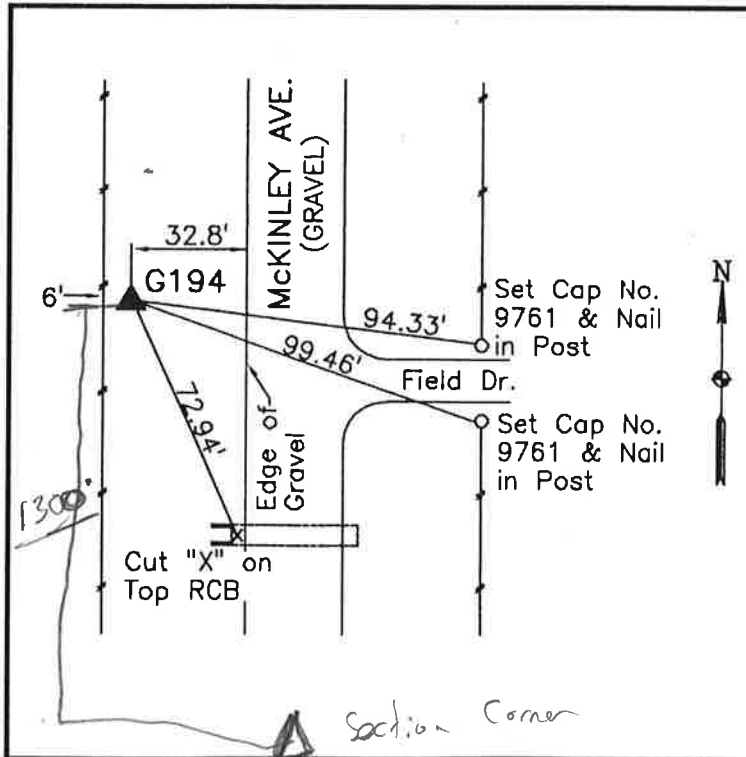 McKINLEY AVE.
(GRAVEL)
32.8'
G194
6'
94.33'
99.46'
72.94'
Set Cap No.
9761 & Nail
in Post
Field Dr.
Set Cap No.
9761 & Nail
in Post
Edge of
Gravel
1300'
Cut "X" on
Top RCB
X
N
Section Corner